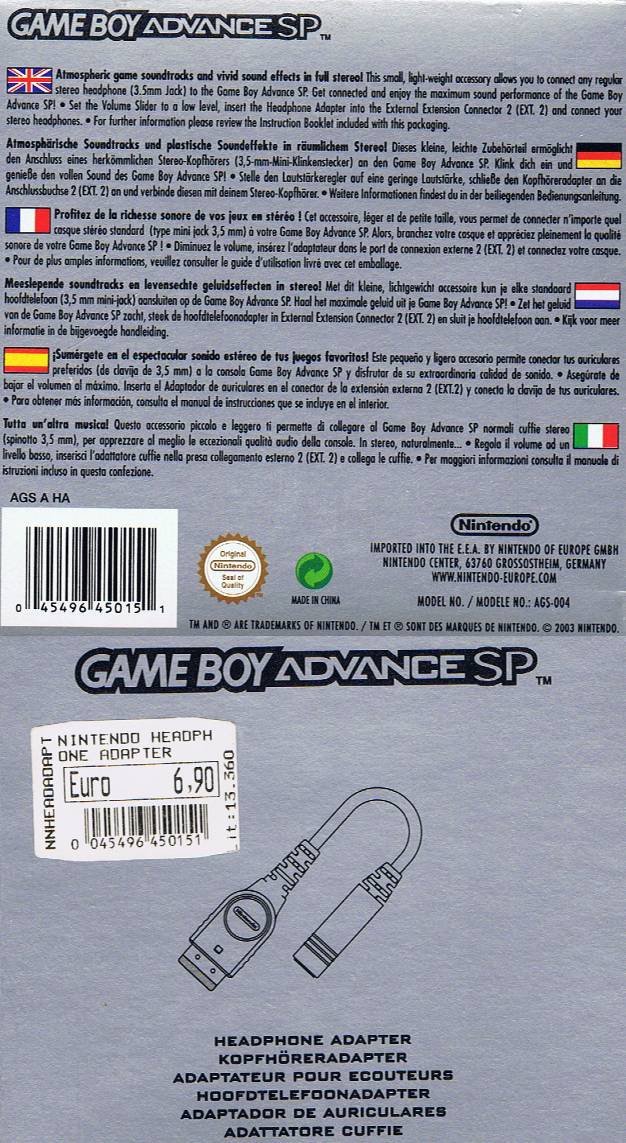 GAME BOY ADVANCE SP™
Atmospheric game soundtracks and vivid sound effects in full stereo! This small, light-weight accessory allows you to connect any regular
stereo headphone (3.5mm Jack) to the Game Boy Advance SP. Get connected and enjoy the maximum sound performance of the Game Boy
Advance SP! • Set the Volume Slider to a low level, insert the Headphone Adapter into the External Extension Connector 2 (EXT. 2) and connect your
stereo headphones. • For further information please review the Instruction Booklet included with this packaging.
Atmosphärische Soundtracks und plastische Soundeffekte in räumlichem Stereo! Dieses kleine, leichte Zubehörteil ermöglicht
den Anschluss eines herkömmlichen Stereo-Kopfhörers (3,5-mm-Mini-Klinkenstecker) an den Game Boy Advance SP. Klink dich ein und
genieße den vollen Sound des Game Boy Advance SP! • Stelle den Lautstärkeregler auf eine geringe Lautstärke, schließe den Kopfhöreradapter an die
Anschlussbuchse 2 (EXT. 2) an und verbinde diesen mit deinem Stereo-Kopfhörer. • Weitere Informationen findest du in der beiliegenden Bedienungsanleitung.
Profitez de la richesse sonore de vos jeux en stéréo ! Cet accessoire, léger et de petite taille, vous permet de connecter n'importe quel
casque stéréo standard (type mini jack 3,5 mm) à votre Game Boy Advance SP. Alors, branchez votre casque et appréciez pleinement la qualité
sonore de votre Game Boy Advance SP ! • Diminuez le volume, insérez l'adaptateur dans le port de connexion externe 2 (EXT. 2) et connectez votre casque.
• Pour de plus amples informations, veuillez consulter le guide d'utilisation livré avec cet emballage.
Meeslepende soundtracks en levensechte geluidseffecten in stereo! Met dit kleine, lichtgewicht accessoire kun je elke standaard
hoofdtelefoon (3,5 mm mini-jack) aansluiten op de Game Boy Advance SP. Haal het maximale geluid uit je Game Boy Advance SP! • Zet het geluid
van de Game Boy Advance SP zacht, steek de hoofdtelefoonadapter in External Extension Connector 2 (EXT. 2) en sluit je hoofdtelefoon aan. • Kijk voor meer
informatie in de bijgevoegde handleiding.
¡Sumérgete en el espectacular sonido estéreo de tus juegos favoritos! Este pequeño y ligero accesorio permite conectar tus auriculares
preferidos (de clavija de 3,5 mm) a la consola Game Boy Advance SP y disfrutar de su extraordinaria calidad de sonido. • Asegúrate de
bajar el volumen al máximo. Inserta el Adaptador de auriculares en el conector de la extensión externa 2 (EXT.2) y conecta la clavija de tus auriculares.
• Para obtener más información, consulta el manual de instrucciones que se incluye en el interior.
Tutta un'altra musica! Questo accessorio piccolo e leggero ti permette di collegare al Game Boy Advance SP normali cuffie stereo
(spinotto 3,5 mm), per apprezzare al meglio le eccezionali qualità audio della console. In stereo, naturalmente... • Regola il volume ad un
livello basso, inserisci l'adattatore cuffie nella presa collegamento esterno 2 (EXT. 2) e collega le cuffie. • Per maggiori informazioni consulta il manuale di
istruzioni incluso in questa confezione.
AGS A HA
0 45496 45015 1
Original
Nintendo
Seal of
Quality
MADE IN CHINA
Nintendo®
IMPORTED INTO THE E.E.A. BY NINTENDO OF EUROPE GMBH
NINTENDO CENTER, 63760 GROSSOSTHEIM, GERMANY
WWW.NINTENDO-EUROPE.COM
MODEL NO. / MODELE NO.: AGS-004
TM AND ® ARE TRADEMARKS OF NINTENDO. / TM ET ® SONT DES MARQUES DE NINTENDO. © 2003 NINTENDO.
GAME BOY ADVANCE SP™
NNHEADADAPT
NINTENDO HEADPH
ONE ADAPTER
Euro 6,90
0 045496 450151
it:13.360
Nintendo
HEADPHONE ADAPTER
KOPFHÖRERADAPTER
ADAPTATEUR POUR ECOUTEURS
HOOFDTELEFOONADAPTER
ADAPTADOR DE AURICULARES
ADATTATORE CUFFIE